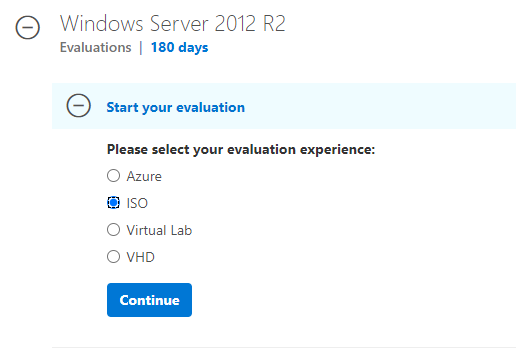 Windows Server 2012 R2
Evaluations | 180 days
Start your evaluation
Please select your evaluation experience:
Azure
ISO
Virtual Lab
VHD
Continue